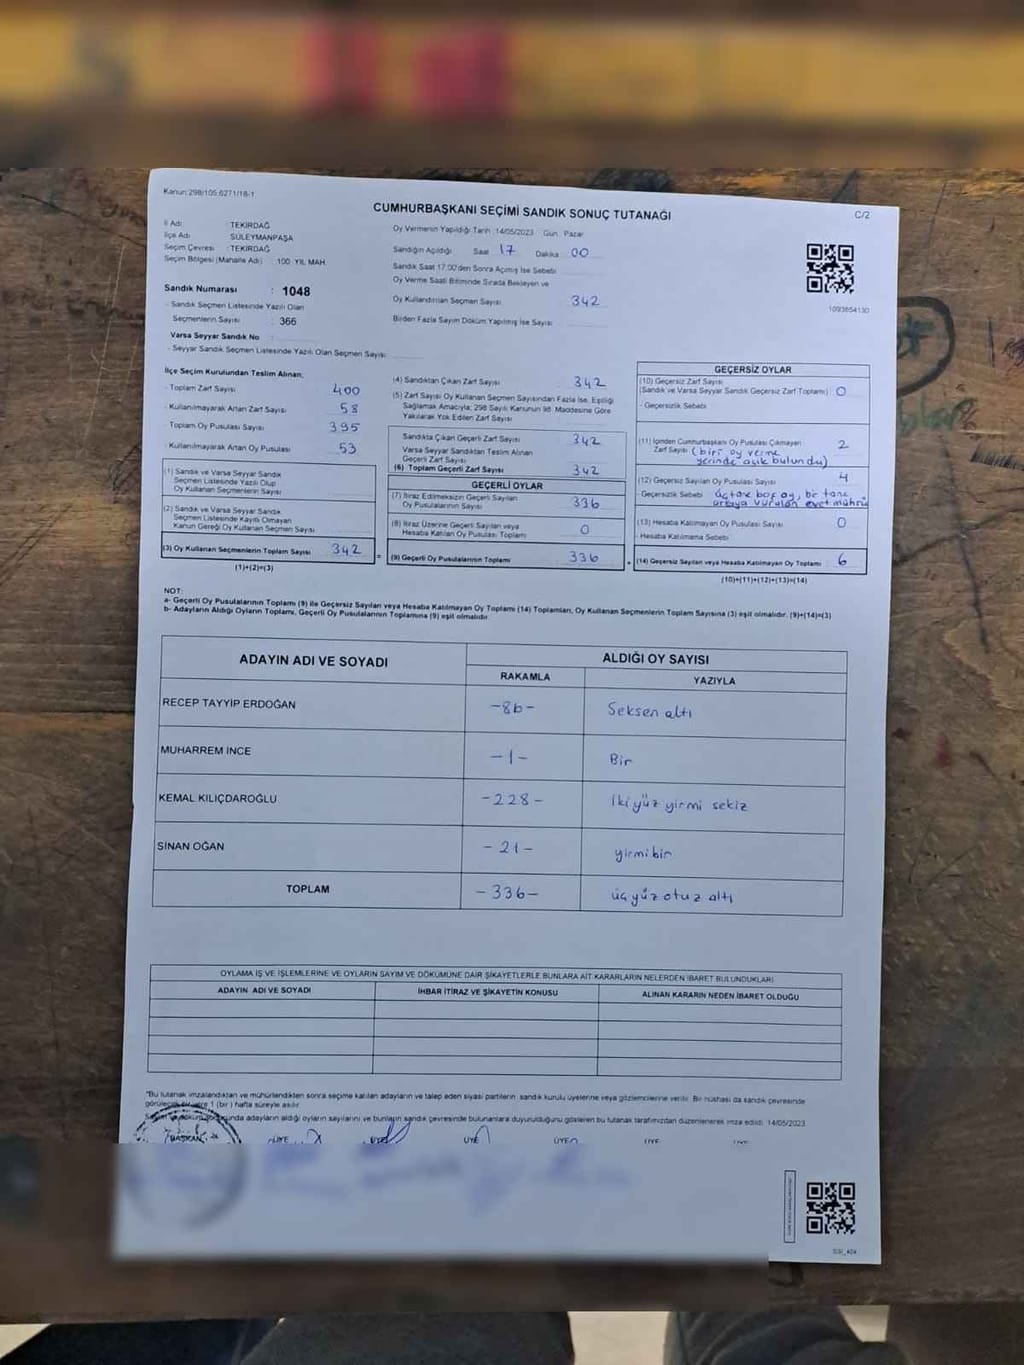 Kanun:298/105;6271/18-1
CUMHURBAŞKANI SEÇİMİ SANDIK SONUÇ TUTANAĞI
C/2
İl Adı : TEKİRDAĞ
İlçe Adı : SÜLEYMANPAŞA
Seçim Çevresi : TEKİRDAĞ
Seçim Bölgesi (Mahalle Adı) : 100. YIL MAH.
Oy Vermenin Yapıldığı Tarih :14/05/2023 Gün : Pazar
Sandığın Açıldığı Saat 17 Dakika 00
Sandık Saat 17:00'den Sonra Açılmış İse Sebebi
Oy Verme Saati Bitiminde Sırada Bekleyen ve
Oy Kullandırılan Seçmen Sayısı 342
Birden Fazla Sayım Döküm Yapılmış İse Sayısı
1093854130
Sandık Numarası : 1048
- Sandık Seçmen Listesinde Yazılı Olan
Seçmenlerin Sayısı : 366
Varsa Seyyar Sandık No :
- Seyyar Sandık Seçmen Listesinde Yazılı Olan Seçmen Sayısı
İlçe Seçim Kurulundan Teslim Alınan;
- Toplam Zarf Sayısı 400
- Kullanılmayarak Artan Zarf Sayısı 58
Toplam Oy Pusulası Sayısı 395
- Kullanılmayarak Artan Oy Pusulası 53
(1) Sandık ve Varsa Seyyar Sandık
Seçmen Listesinde Yazılı Olup
Oy Kullanan Seçmen Sayısı
(2) Sandık ve Varsa Seyyar Sandık
Seçmen Listesinde Kayıtlı Olmayan
Kanun Gereği Oy Kullanan Seçmen Sayısı
(3) Oy Kullanan Seçmenlerin Toplam Sayısı 342
(1)+(2)=(3)
=
(4) Sandıktan Çıkan Zarf Sayısı 342
(5) Zarf Sayısı Oy Kullanan Seçmen Sayısından Fazla İse, Eşitliği
Sağlamak Amacıyla; 298 Sayılı Kanunun 98. Maddesine Göre
Yakılarak Yok Edilen Zarf Sayısı
Sandıkta Çıkan Geçerli Zarf Sayısı 342
Varsa Seyyar Sandıktan Teslim Alınan
Geçerli Zarf Sayısı
(6) Toplam Geçerli Zarf Sayısı 342
GEÇERLİ OYLAR
(7) İtiraz Edilmeksizin Geçerli Sayılan
Oy Pusulasının Sayısı 336
(8) İtiraz Üzerine Geçerli Sayılan veya
Hesaba Katılan Oy Pusulası Toplamı 0
(9) Geçerli Oy Pusulalarının Toplamı 336
+
GEÇERSİZ OYLAR
(10) Geçersiz Zarf Sayısı
(Sandık ve Varsa Seyyar Sandık Geçersiz Zarf Toplamı) 0
- Geçersizlik Sebebi
(11) İçinden Cumhurbaşkanı Oy Pusulası Çıkmayan 2
Zarf Sayısı (biri oy verme
yerinde açık bulundu)
(12) Geçersiz Sayılan Oy Pusulası Sayısı 4
- Geçersizlik Sebebi üçtane boş oy, bir tane
ortaya vurulan evet mührü
(13) Hesaba Katılmayan Oy Pusulası Sayısı 0
- Hesaba Katılmama Sebebi
(14) Geçersiz Sayılan veya Hesaba Katılmayan Oy Toplamı 6
(10)+(11)+(12)+(13)=(14)
NOT:
a- Geçerli Oy Pusulalarının Toplamı (9) ile Geçersiz Sayılan veya Hesaba Katılmayan Oy Toplamı (14) Toplamları, Oy Kullanan Seçmenlerin Toplam Sayısına (3) eşit olmalıdır. (9)+(14)=(3)
b- Adayların Aldığı Oyların Toplamı, Geçerli Oy Pusulalarının Toplamına (9) eşit olmalıdır.
ADAYIN ADI VE SOYADI
ALDIĞI OY SAYISI
RAKAMLA YAZIYLA
RECEP TAYYİP ERDOĞAN -86- Seksen altı
MUHARREM İNCE -1- Bir
KEMAL KILIÇDAROĞLU -228- İki yüz yirmi sekiz
SİNAN OĞAN -21- yirmi bir
TOPLAM -336- üç yüz otuz altı
OYLAMA İŞ VE İŞLEMLERİNE VE OYLARIN SAYIM VE DÖKÜMÜNE DAİR ŞİKAYETLERLE BUNLARA AİT KARARLARIN NELERDEN İBARET BULUNDUKLARI
ADAYIN ADI VE SOYADI İHBAR İTİRAZ VE ŞİKAYETİN KONUSU ALINAN KARARIN NEDEN İBARET OLDUĞU
*Bu tutanak imzalandıktan ve mühürlendikten sonra seçime katılan adayların ve talep eden siyasi partilerin sandık kurulu üyelerine veya gözlemcilerine verilir. Bir nüshası da sandık çevresinde
görülecek bir yere 1 (bir) hafta süreyle asılır.
adayların aldığı oyların sayılarını ve bunların sandık çevresinde bulunanlara duyurulduğunu gösteren bu tutanak tarafımızdan düzenlenerek imza edildi. 14/05/2023
BAŞKAN ÜYE ÜYE ÜYE ÜYE ÜYE ÜYE